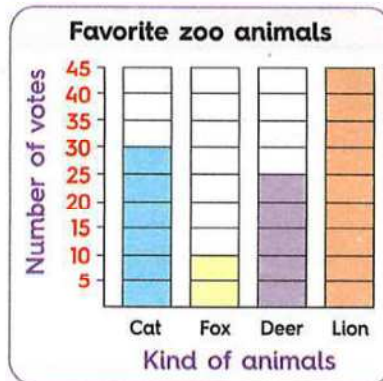 Favorite zoo animals
Number of votes
45
40
35
30
25
20
15
10
5
Cat Fox Deer Lion
Kind of animals